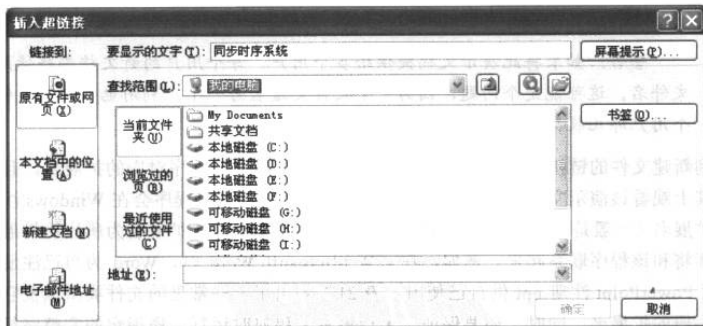 插入超链接
链接到:
要显示的文字(T): 同步时序系统
屏幕提示(P)...
原有文件或网页(X)
查找范围(L): 我的电脑
书签(O)...
当前文件夹(U)
My Documents
共享文档
本地磁盘 (C:)
本地磁盘 (D:)
本地磁盘 (E:)
本地磁盘 (F:)
可移动磁盘 (G:)
可移动磁盘 (H:)
可移动磁盘 (I:)
本文档中的位置(A)
浏览过的页(B)
新建文档(N)
最近使用过的文件(C)
电子邮件地址(M)
地址(E):
确定
取消